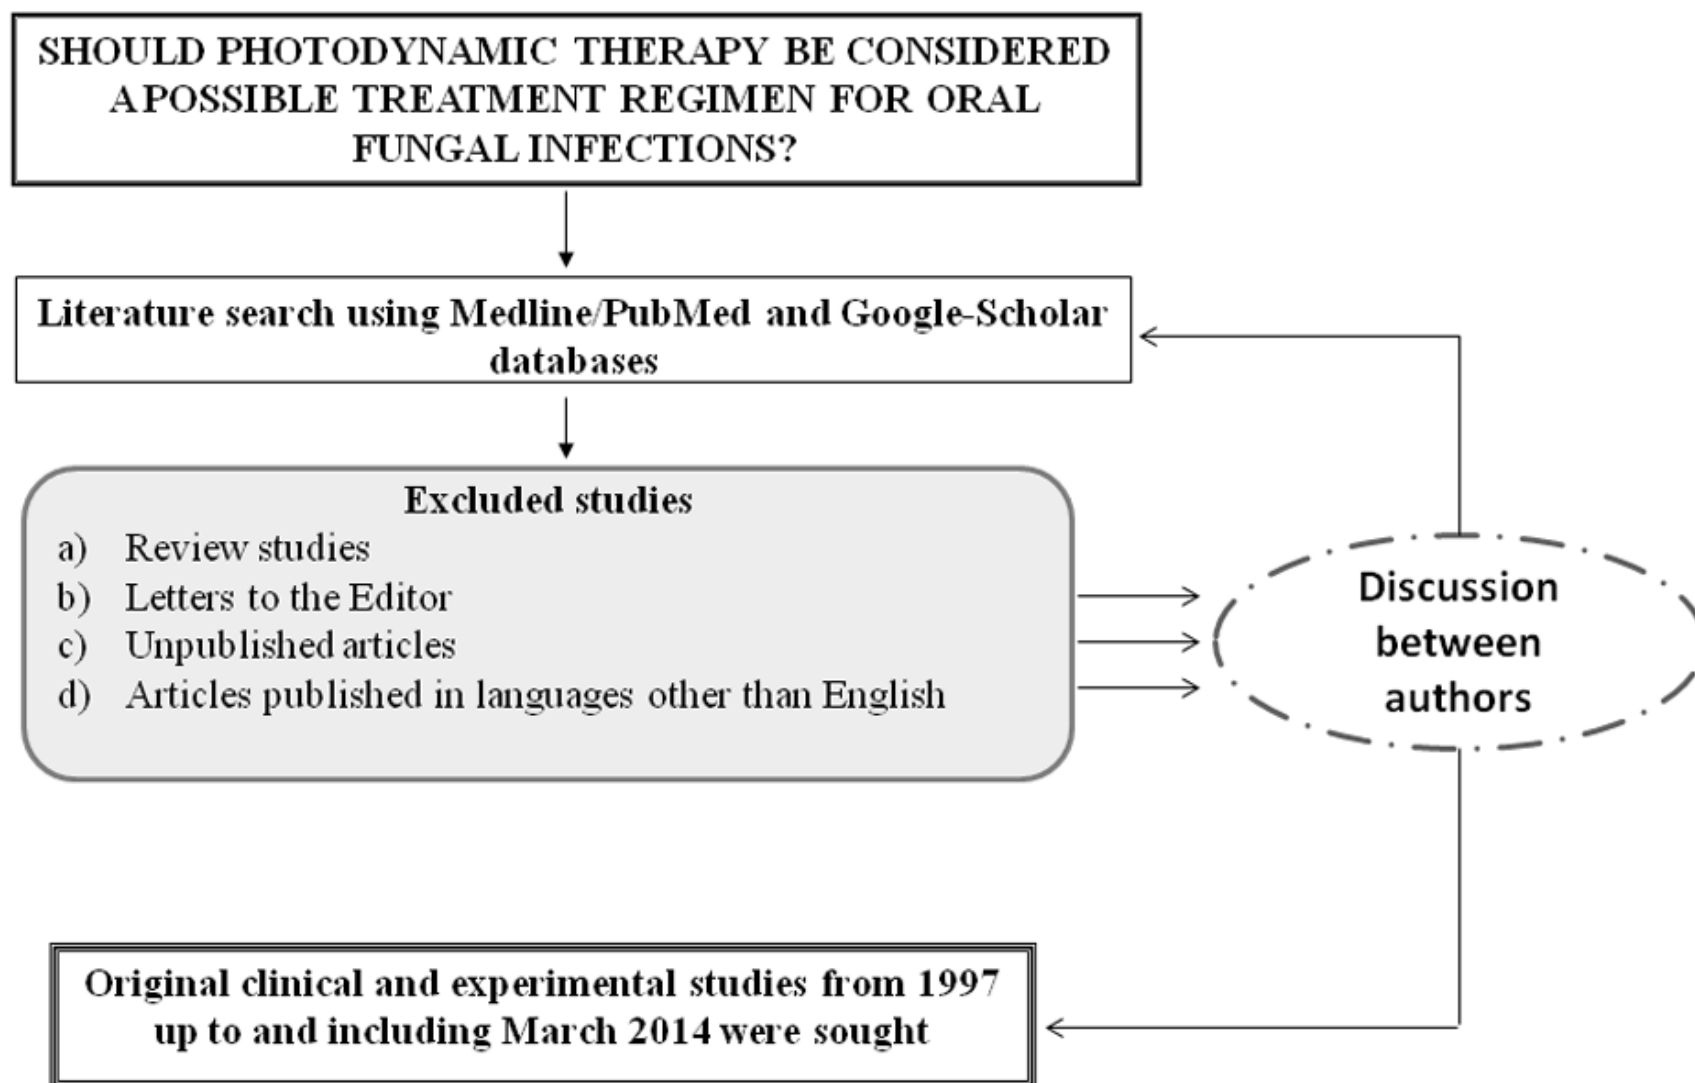 SHOULD PHOTODYNAMIC THERAPY BE CONSIDERED
A POSSIBLE TREATMENT REGIMEN FOR ORAL
FUNGAL INFECTIONS?
Literature search using Medline/PubMed and Google-Scholar
databases
Excluded studies
a) Review studies
b) Letters to the Editor
c) Unpublished articles
d) Articles published in languages other than English
Discussion
between
authors
Original clinical and experimental studies from 1997
up to and including March 2014 were sought